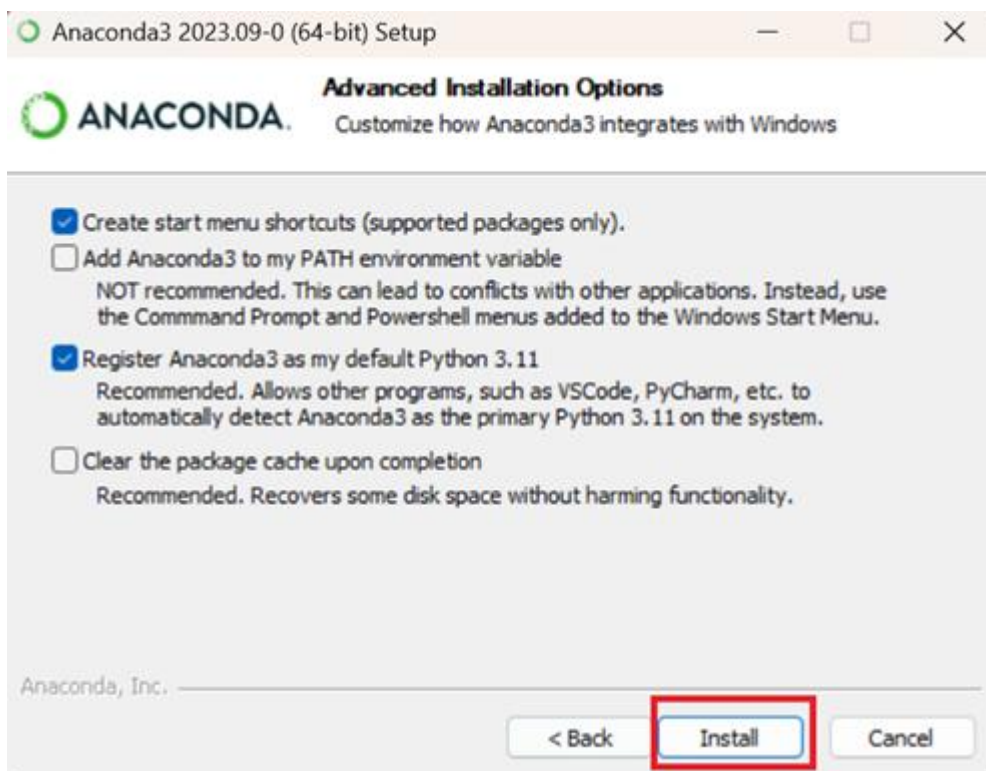 Anaconda3 2023.09-0 (64-bit) Setup
ANACONDA.
Advanced Installation Options
Customize how Anaconda3 integrates with Windows
Create start menu shortcuts (supported packages only).
Add Anaconda3 to my PATH environment variable
NOT recommended. This can lead to conflicts with other applications. Instead, use
the Commmand Prompt and Powershell menus added to the Windows Start Menu.
Register Anaconda3 as my default Python 3.11
Recommended. Allows other programs, such as VSCode, PyCharm, etc. to
automatically detect Anaconda3 as the primary Python 3.11 on the system.
Clear the package cache upon completion
Recommended. Recovers some disk space without harming functionality.
Anaconda, Inc.
< Back
Install
Cancel